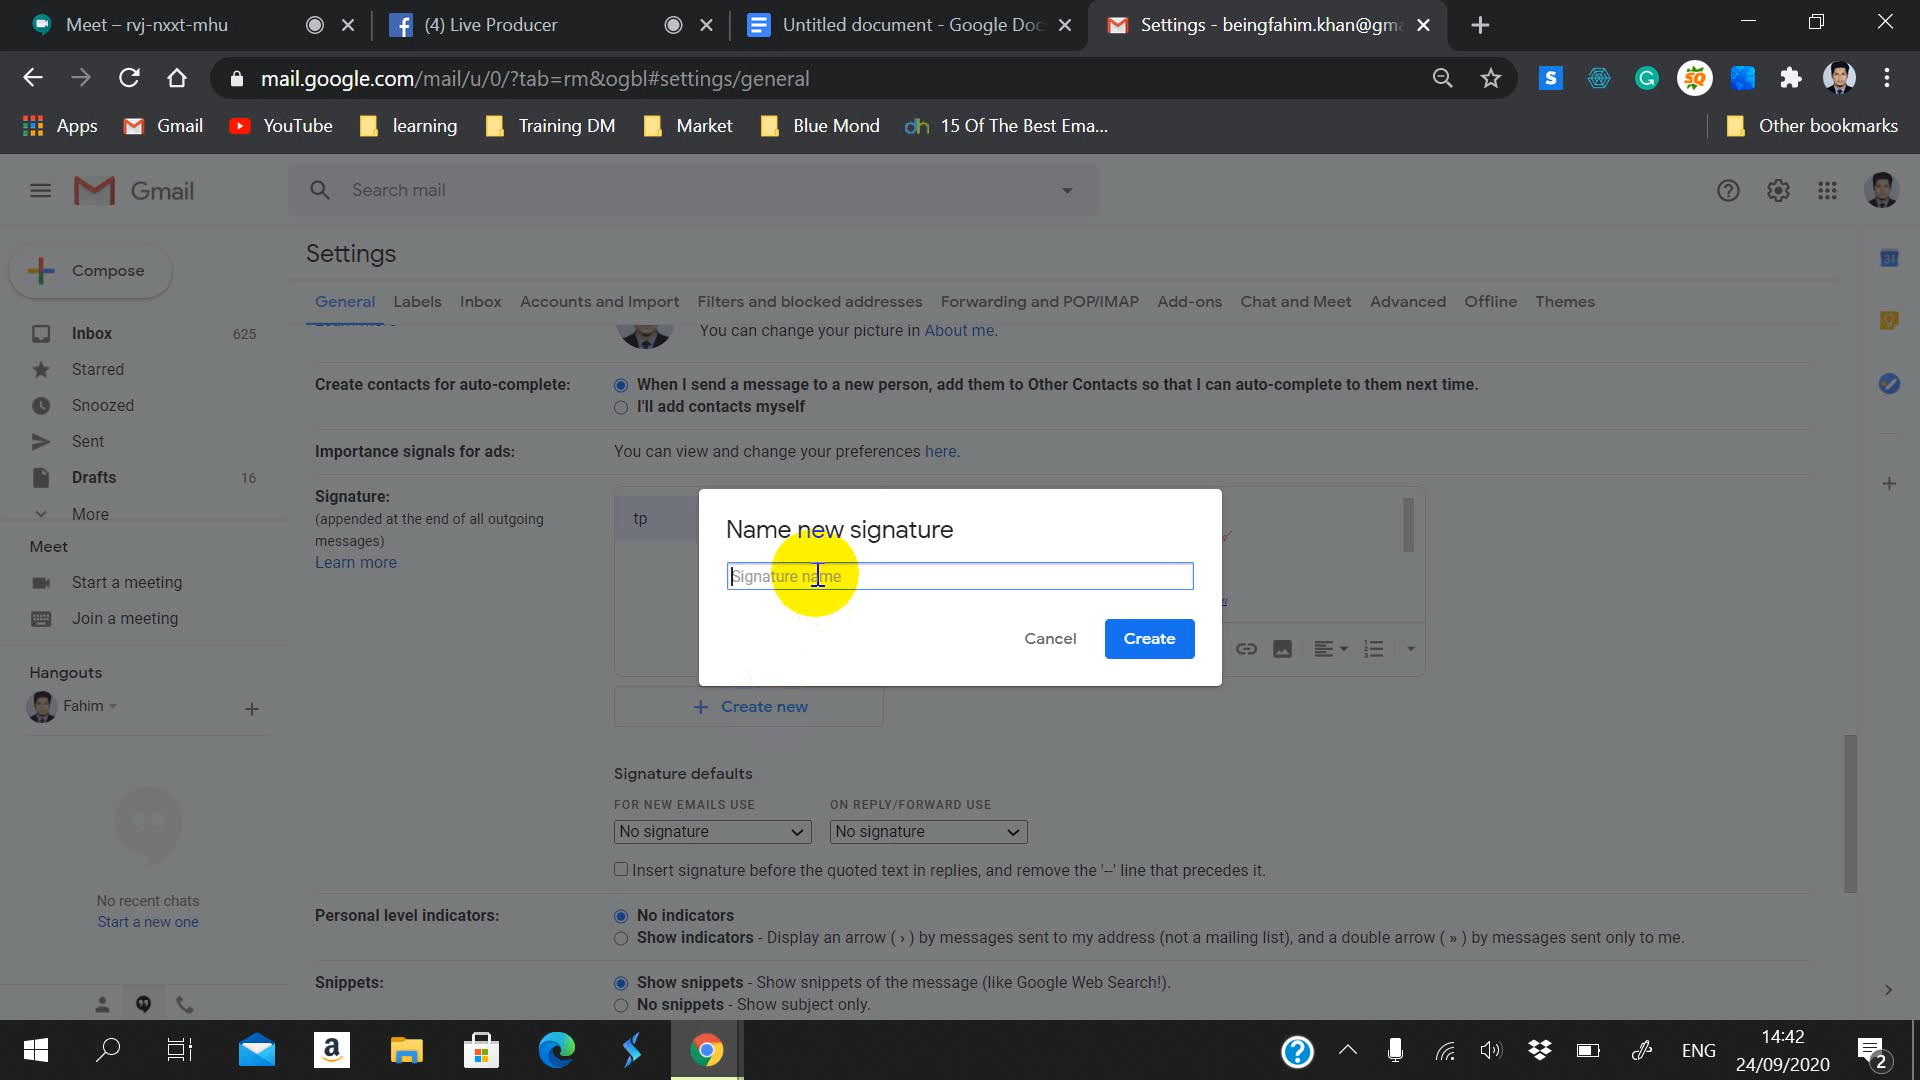 Meet – rvj-nxxt-mhu
(4) Live Producer
Untitled document - Google Doc
Settings - beingfahim.khan@gma
mail.google.com/mail/u/0/?tab=rm&ogbl#settings/general
Apps
Gmail
YouTube
learning
Training DM
Market
Blue Mond
15 Of The Best Ema...
Other bookmarks
Gmail
Search mail
Compose
Settings
General Labels Inbox Accounts and Import Filters and blocked addresses Forwarding and POP/IMAP Add-ons Chat and Meet Advanced Offline Themes
You can change your picture in About me.
Inbox 625
Starred
Snoozed
Sent
Drafts 16
More
Meet
Start a meeting
Join a meeting
Hangouts
Fahim
No recent chats
Start a new one
Create contacts for auto-complete:
When I send a message to a new person, add them to Other Contacts so that I can auto-complete to them next time.
I'll add contacts myself
Importance signals for ads:
You can view and change your preferences here.
Signature:
(appended at the end of all outgoing
messages)
Learn more
tp
Name new signature
Signature name
Cancel
Create
Create new
Signature defaults
FOR NEW EMAILS USE
ON REPLY/FORWARD USE
No signature
No signature
Insert signature before the quoted text in replies, and remove the '--' line that precedes it.
Personal level indicators:
No indicators
Show indicators - Display an arrow ( › ) by messages sent to my address (not a mailing list), and a double arrow ( » ) by messages sent only to me.
Snippets:
Show snippets - Show snippets of the message (like Google Web Search!).
No snippets - Show subject only.
ENG
14:42
24/09/2020
2